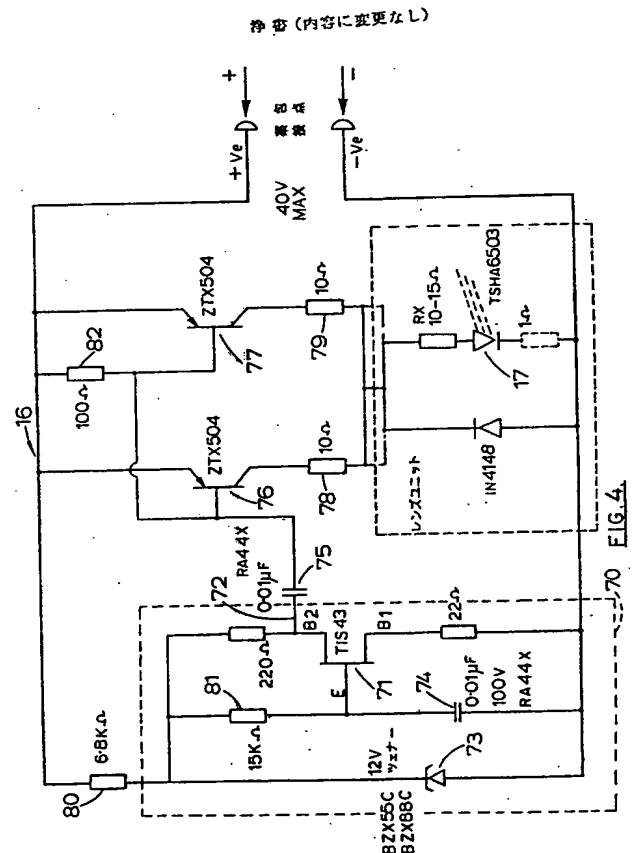 浄書(内容に変更なし)
16
+
+Ve
40V
MAX
-Ve
−
80
6·8KΩ
82
100Ω
ZTX504
77
ZTX504
76
10Ω
79
10Ω
78
72
RA44X
0·01μF
75
81
15KΩ
220Ω
B2
TIS43
E
71
B1
22Ω
74
0·01μF
100V
RA44X
12V
ツェナー
73
BZX55C
BZX88C
70
レンズユニット
IN4148
RX
10-15Ω
TSHA6503
17
1Ω
FIG.4.